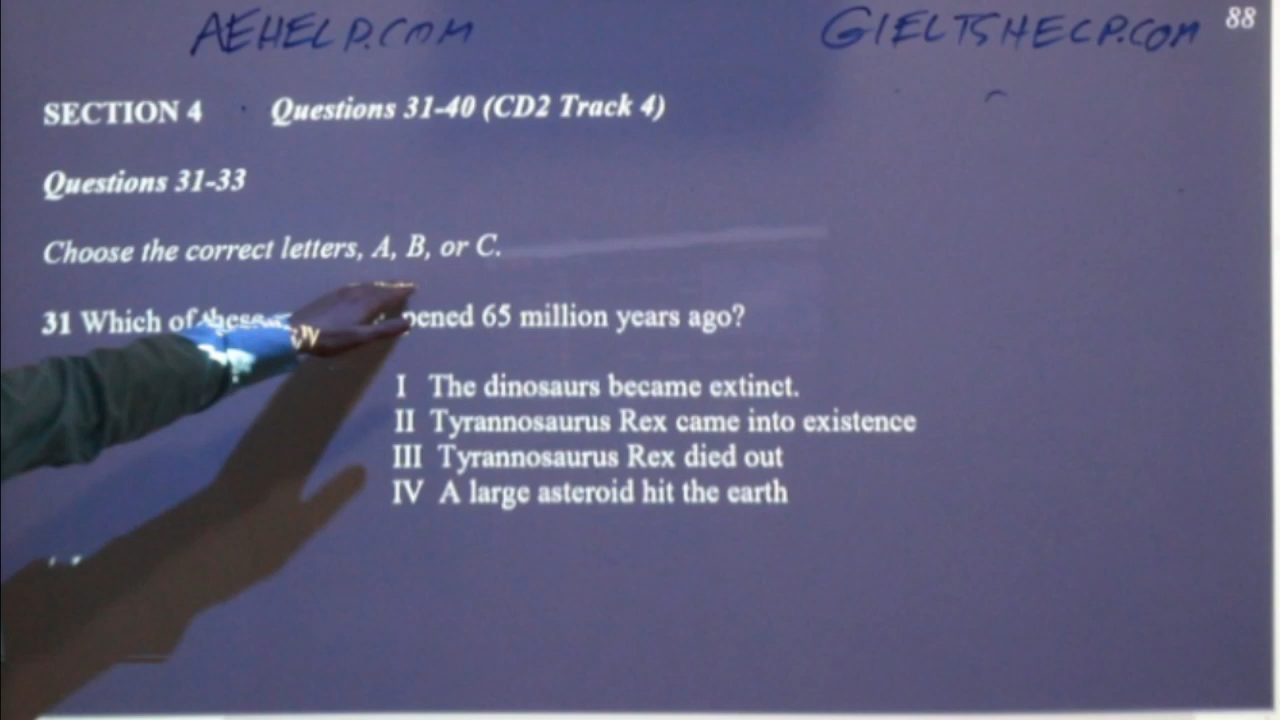 AEHELP.COM GIELTSHELP.COM 88
SECTION 4 Questions 31-40 (CD2 Track 4)
Questions 31-33
Choose the correct letters, A, B, or C.
31 Which of these pened 65 million years ago?
I The dinosaurs became extinct.
II Tyrannosaurus Rex came into existence
III Tyrannosaurus Rex died out
IV A large asteroid hit the earth